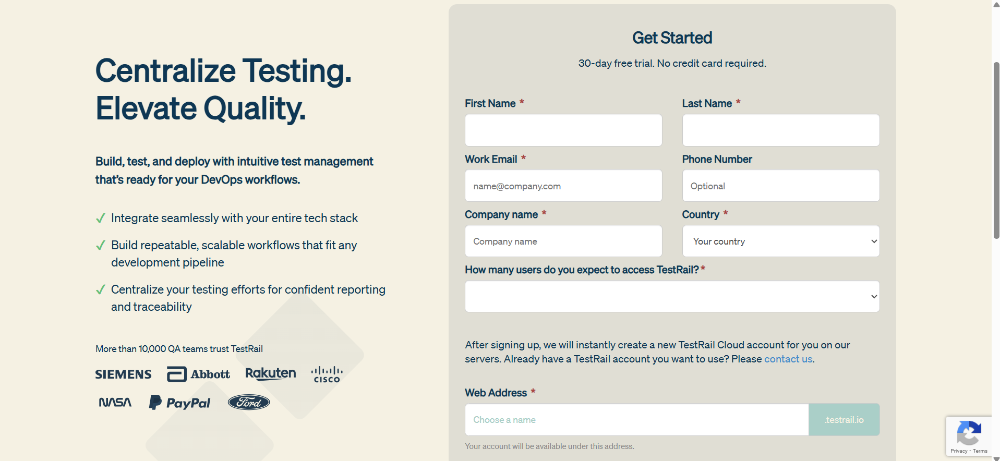 Centralize Testing.
Elevate Quality.
Build, test, and deploy with intuitive test management
that's ready for your DevOps workflows.
Integrate seamlessly with your entire tech stack
Build repeatable, scalable workflows that fit any
development pipeline
Centralize your testing efforts for confident reporting
and traceability
More than 10,000 QA teams trust TestRail
SIEMENS Abbott Rakuten CISCO
NASA PayPal Ford
Get Started
30-day free trial. No credit card required.
First Name * Last Name *
Work Email * Phone Number
name@company.com Optional
Company name * Country *
Company name Your country
How many users do you expect to access TestRail? *
After signing up, we will instantly create a new TestRail Cloud account for you on our
servers. Already have a TestRail account you want to use? Please contact us.
Web Address *
Choose a name .testrail.io
Your account will be available under this address.
Privacy - Terms